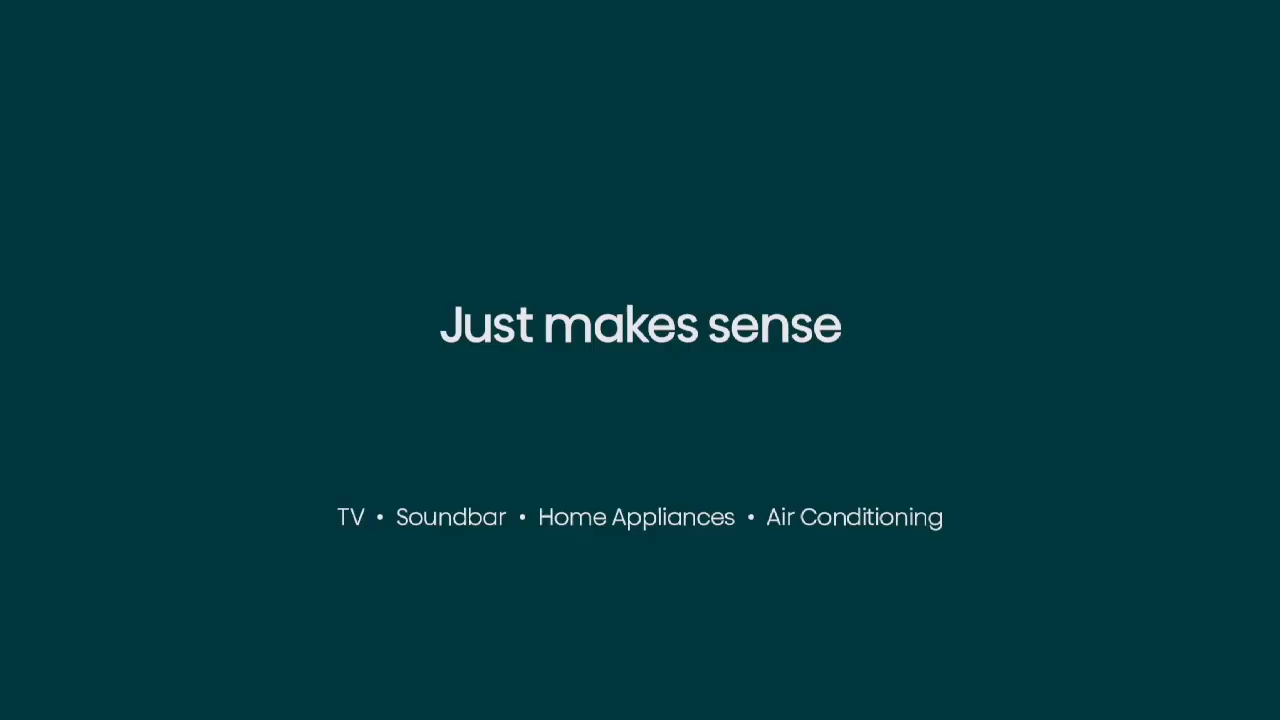 Just makes sense
TV • Soundbar • Home Appliances • Air Conditioning